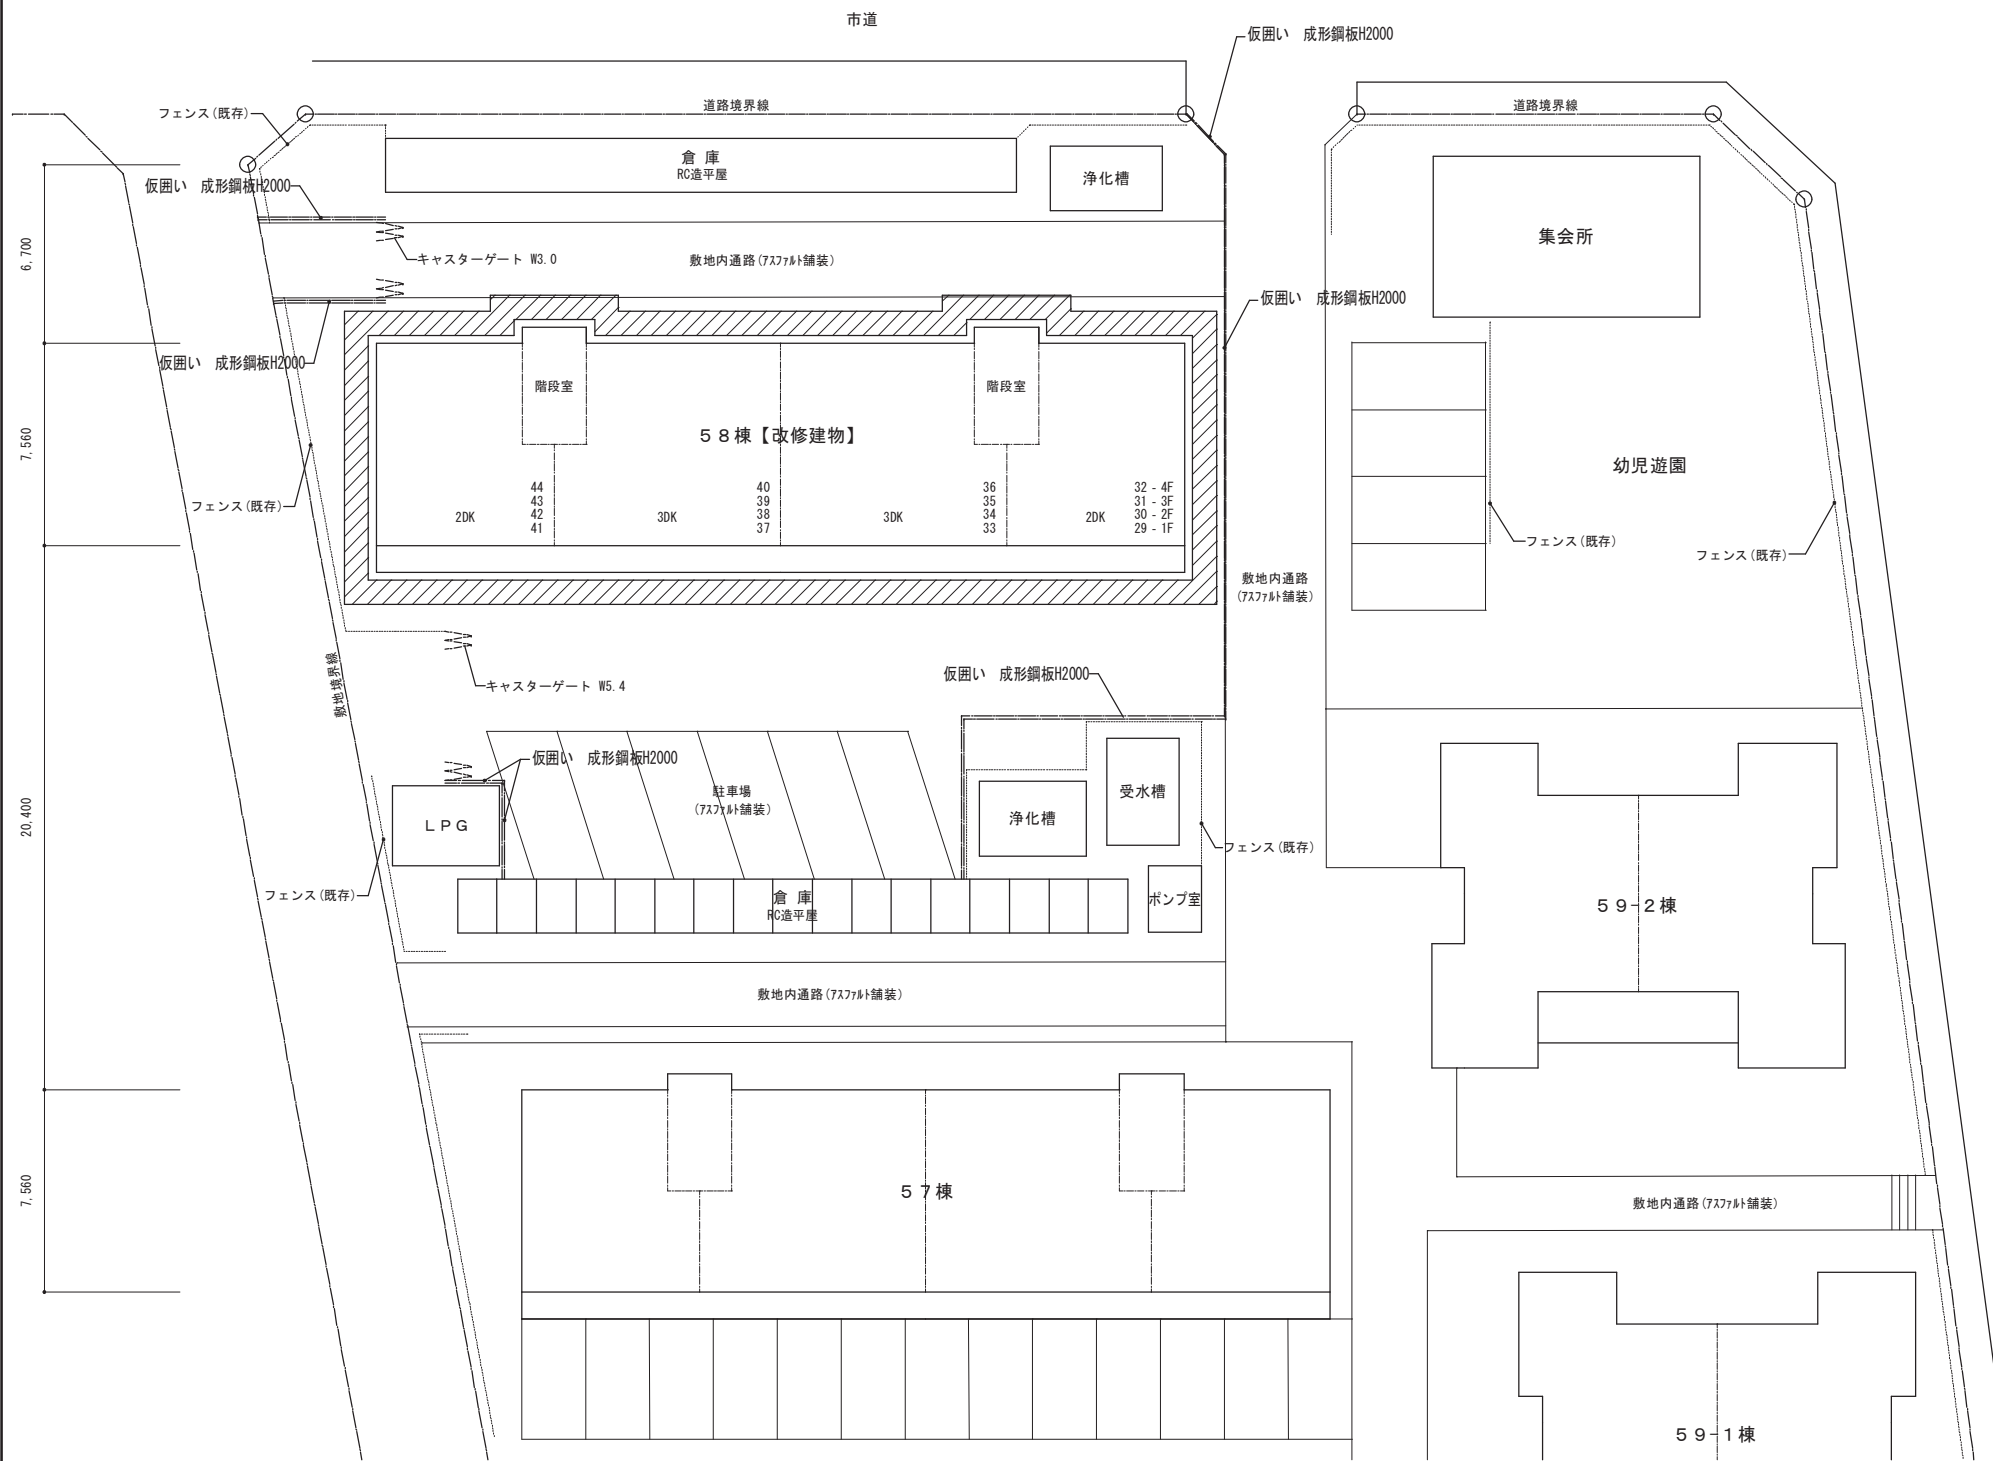 市道
仮囲い　成形鋼板H2000
フェンス(既存)
道路境界線
道路境界線
倉 庫
RC造平屋
浄化槽
仮囲い　成形鋼板H2000
集会所
6,700
キャスターゲート W3.0
敷地内通路(ｱｽﾌｧﾙﾄ舗装)
仮囲い　成形鋼板H2000
仮囲い　成形鋼板H2000
階段室
階段室
５８棟【改修建物】
7,560
幼児遊園
フェンス(既存)
44
43
42
41
40
39
38
37
36
35
34
33
32 - 4F
31 - 3F
30 - 2F
29 - 1F
2DK
3DK
3DK
2DK
フェンス(既存)
フェンス(既存)
敷地内通路
(ｱｽﾌｧﾙﾄ舗装)
敷地境界線
キャスターゲート W5.4
仮囲い　成形鋼板H2000
仮囲い　成形鋼板H2000
駐車場
(ｱｽﾌｧﾙﾄ舗装)
受水槽
浄化槽
ＬＰＧ
20,400
フェンス(既存)
フェンス(既存)
倉 庫
RC造平屋
ポンプ室
５９-２棟
敷地内通路(ｱｽﾌｧﾙﾄ舗装)
５７棟
7,560
敷地内通路(ｱｽﾌｧﾙﾄ舗装)
５９-１棟